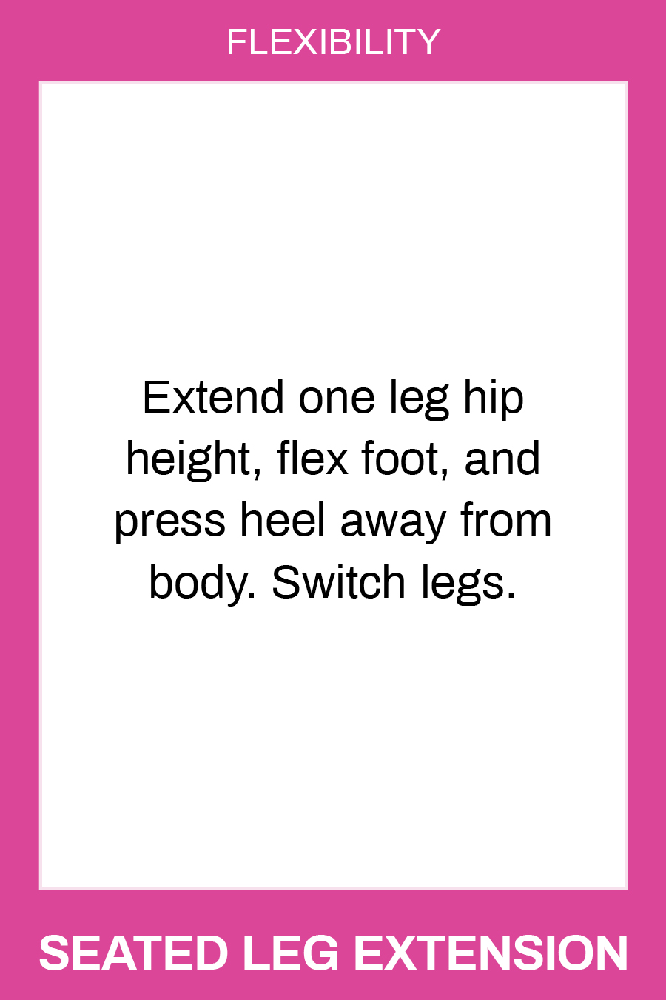 FLEXIBILITY
Extend one leg hip
height, flex foot, and
press heel away from
body. Switch legs.
SEATED LEG EXTENSION